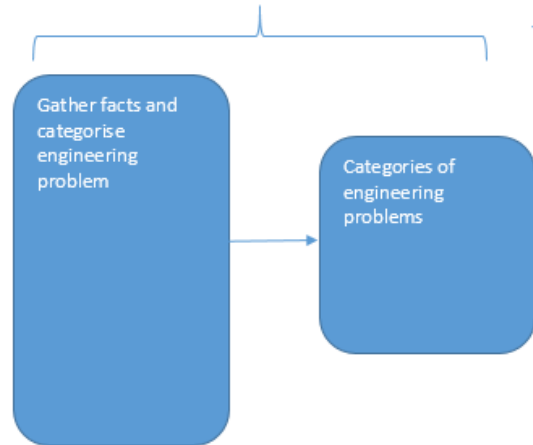 Gather facts and
categorise
engineering
problem
Categories of
engineering
problems